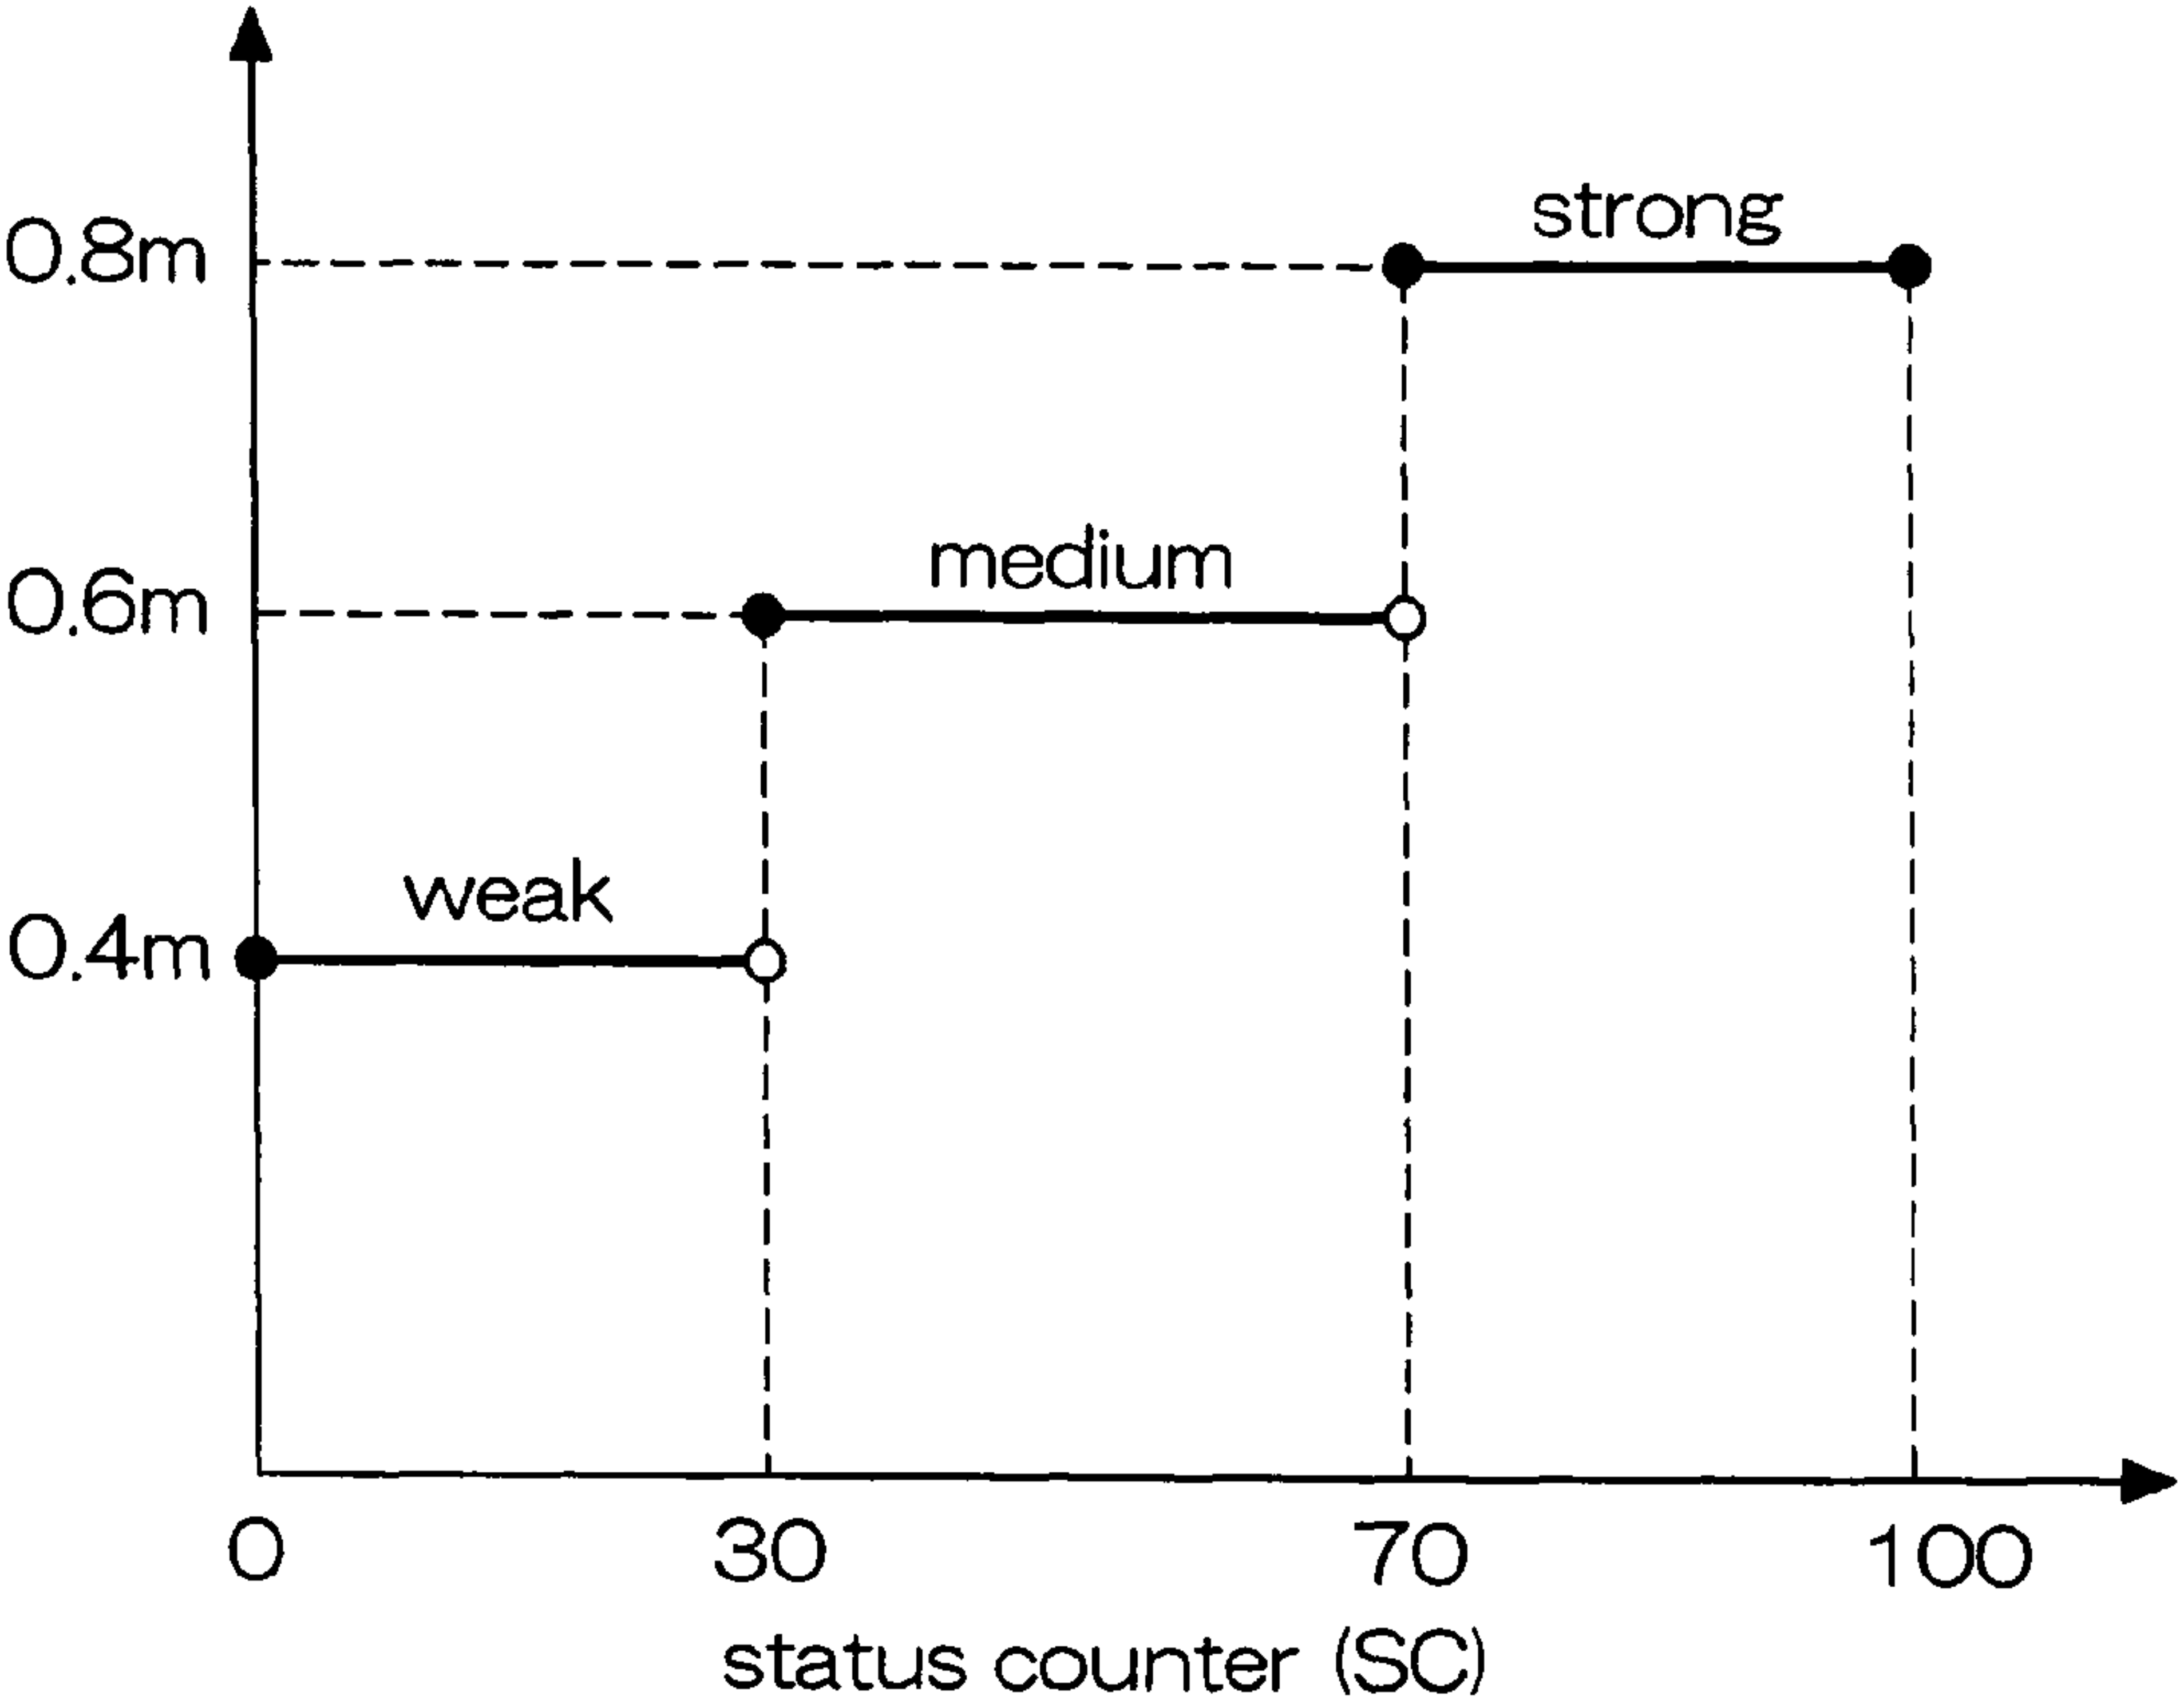 strong
0.8m
medium
0.6m
weak
0.4m
0 30 70 100
status counter (SC)